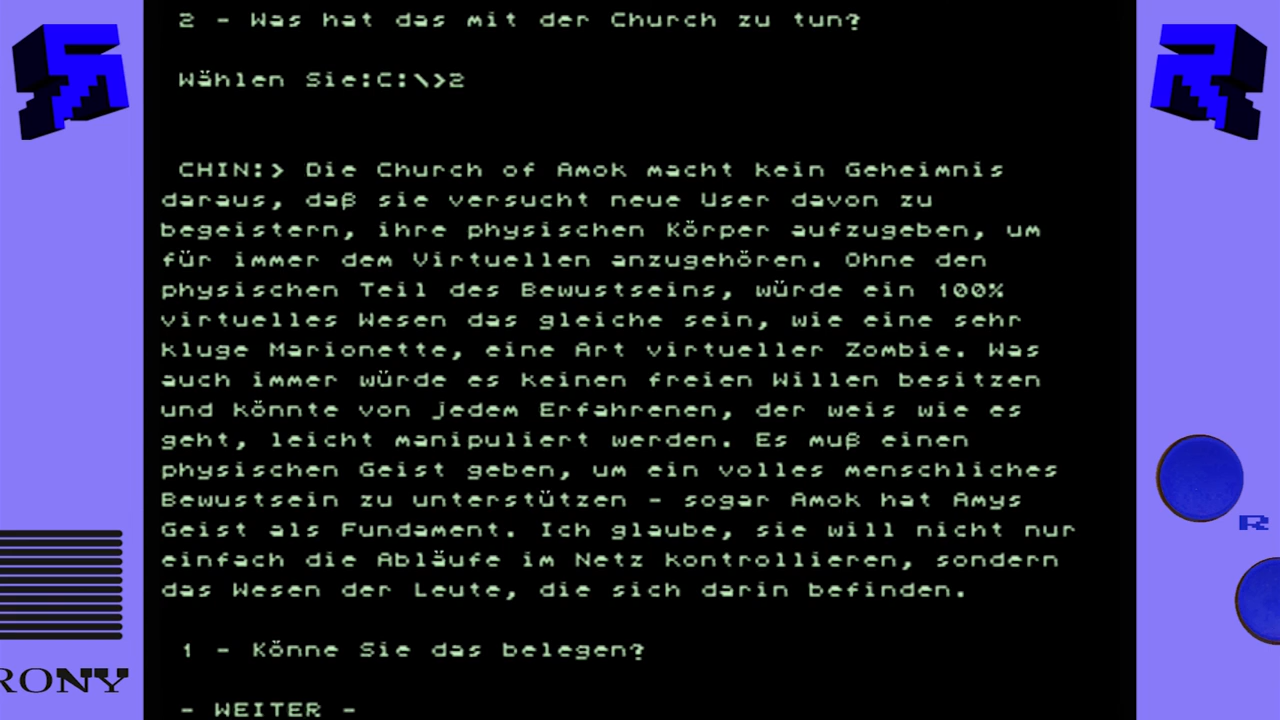 2 - Was hat das mit der Church zu tun?
Wählen Sie:C:\>2
CHIN:> Die Church of Amok macht kein Geheimnis
daraus, daß sie versucht neue User davon zu
begeistern, ihre physischen Körper aufzugeben, um
für immer dem Virtuellen anzugehören. Ohne den
physischen Teil des Bewustseins, würde ein 100%
virtuelles Wesen das gleiche sein, wie eine sehr
kluge Marionette, eine Art virtueller Zombie. Was
auch immer würde es keinen freien Willen besitzen
und könnte von jedem Erfahrenen, der weis wie es
geht, leicht manipuliert werden. Es muß einen
physischen Geist geben, um ein volles menschliches
Bewustsein zu unterstützen - sogar Amok hat Amys
Geist als Fundament. Ich glaube, sie will nicht nur
einfach die Abläufe im Netz kontrollieren, sondern
das Wesen der Leute, die sich darin befinden.
1 - Könne Sie das belegen?
- WEITER -
RONY
R